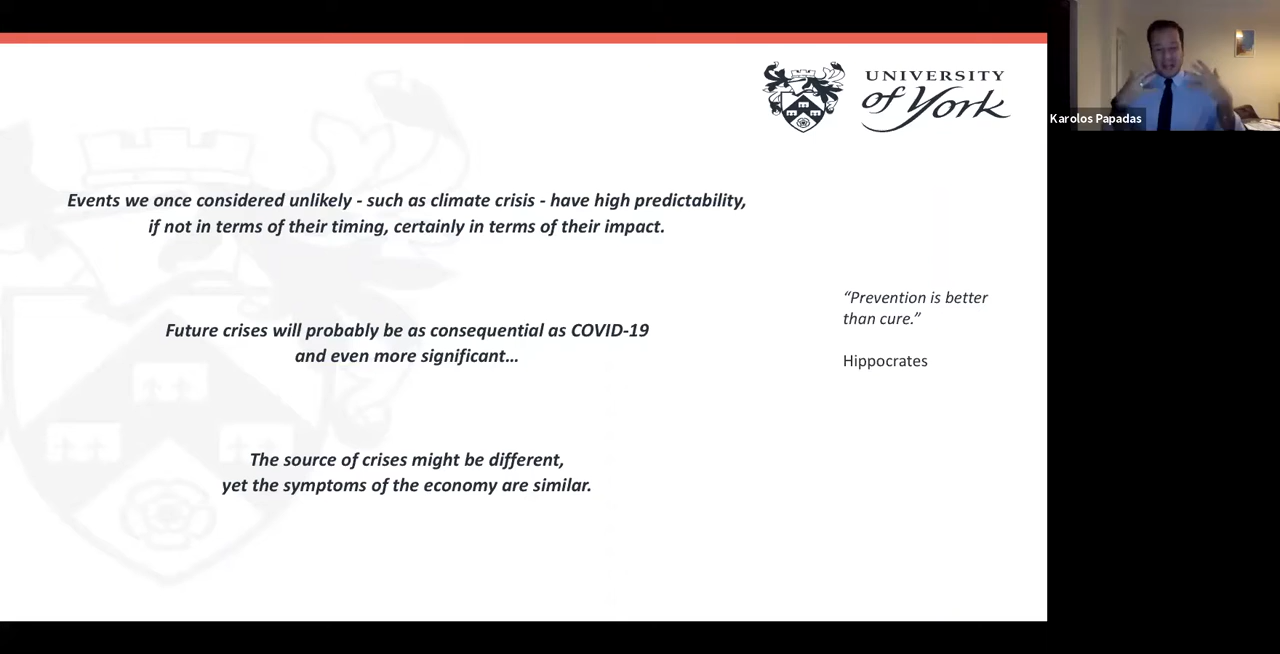 UNIVERSITY
of York
Karolos Papadas
Events we once considered unlikely - such as climate crisis - have high predictability,
if not in terms of their timing, certainly in terms of their impact.
“Prevention is better
than cure.”
Future crises will probably be as consequential as COVID-19
and even more significant…
Hippocrates
The source of crises might be different,
yet the symptoms of the economy are similar.